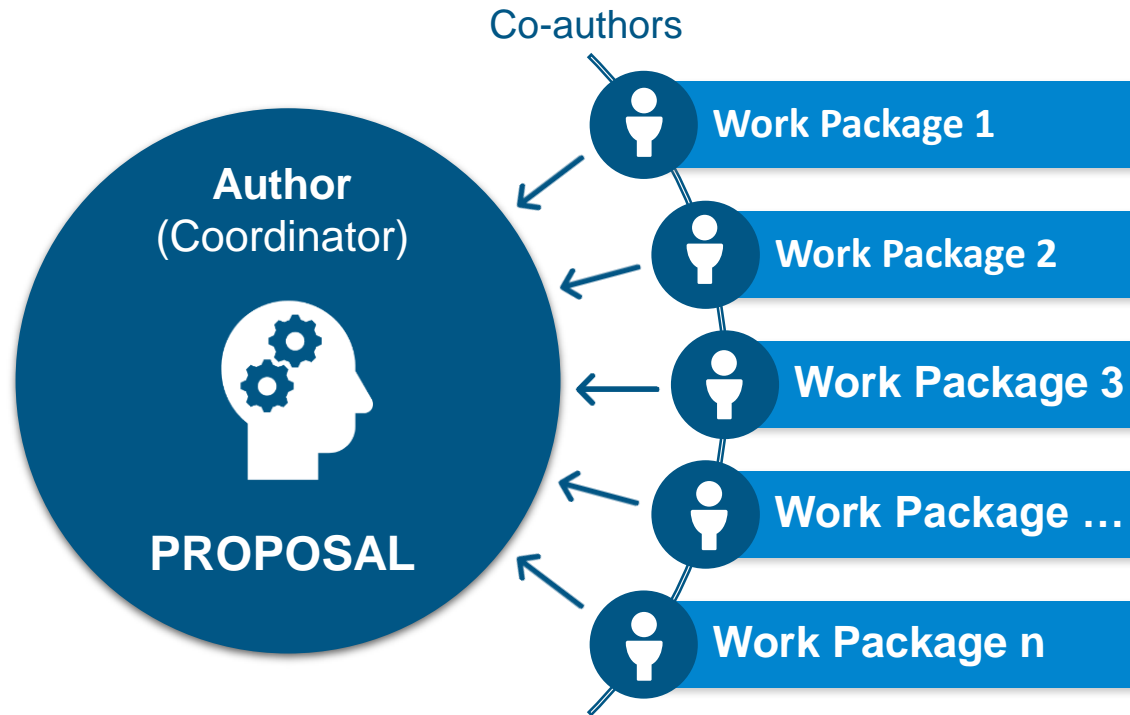 Co-authors
Author
(Coordinator)
PROPOSAL
Work Package 1
Work Package 2
Work Package 3
Work Package …
Work Package n